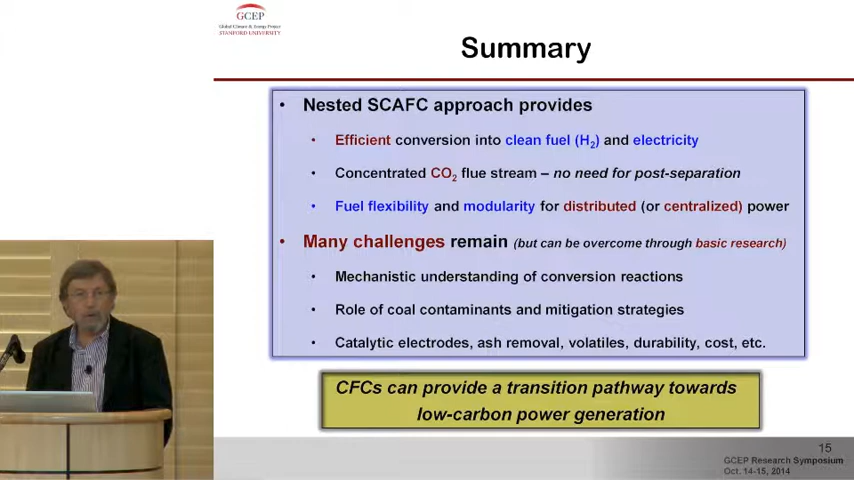 GCEP
Global Climate & Energy Project
STANFORD UNIVERSITY
Summary
• Nested SCAFC approach provides
• Efficient conversion into clean fuel (H2) and electricity
• Concentrated CO2 flue stream – no need for post-separation
• Fuel flexibility and modularity for distributed (or centralized) power
• Many challenges remain (but can be overcome through basic research)
• Mechanistic understanding of conversion reactions
• Role of coal contaminants and mitigation strategies
• Catalytic electrodes, ash removal, volatiles, durability, cost, etc.
CFCs can provide a transition pathway towards
low-carbon power generation
15
GCEP Research Symposium
Oct. 14-15, 2014